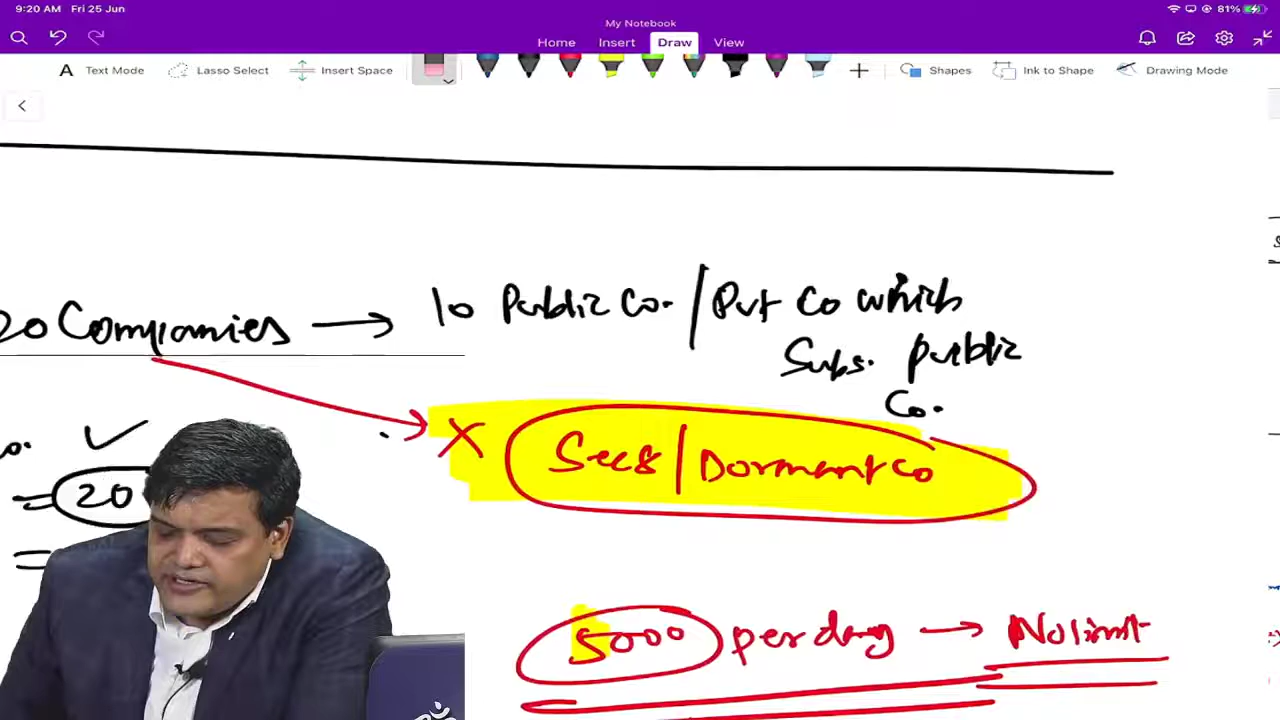 9:20 AM Fri 25 Jun
81%
My Notebook
Home Insert Draw View
Text Mode Lasso Select Insert Space Shapes Ink to Shape Drawing Mode
20 Companies → 10 Public Co. / Pvt Co which
Subs. public
Co.
X Sec8 / Dormant Co
Co. ✓
= 20
=
5000 per day → No limit